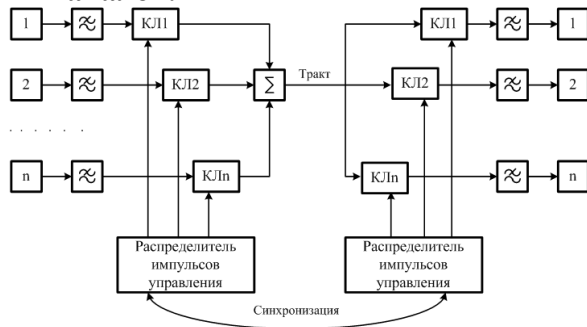 1 КЛ1 КЛ1 1
2 КЛ2 ∑ Тракт КЛ2 2
. . . . . .
n КЛn КЛn n
Распределитель
импульсов
управления
Распределитель
импульсов
управления
Синхронизация